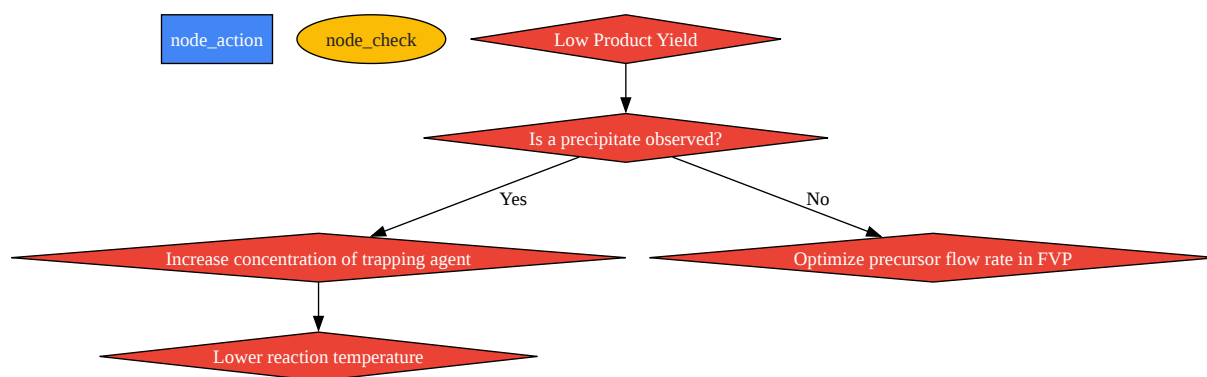 node_action
node_check
Low Product Yield
Is a precipitate observed?
Yes
No
Increase concentration of trapping agent
Optimize precursor flow rate in FVP
Lower reaction temperature